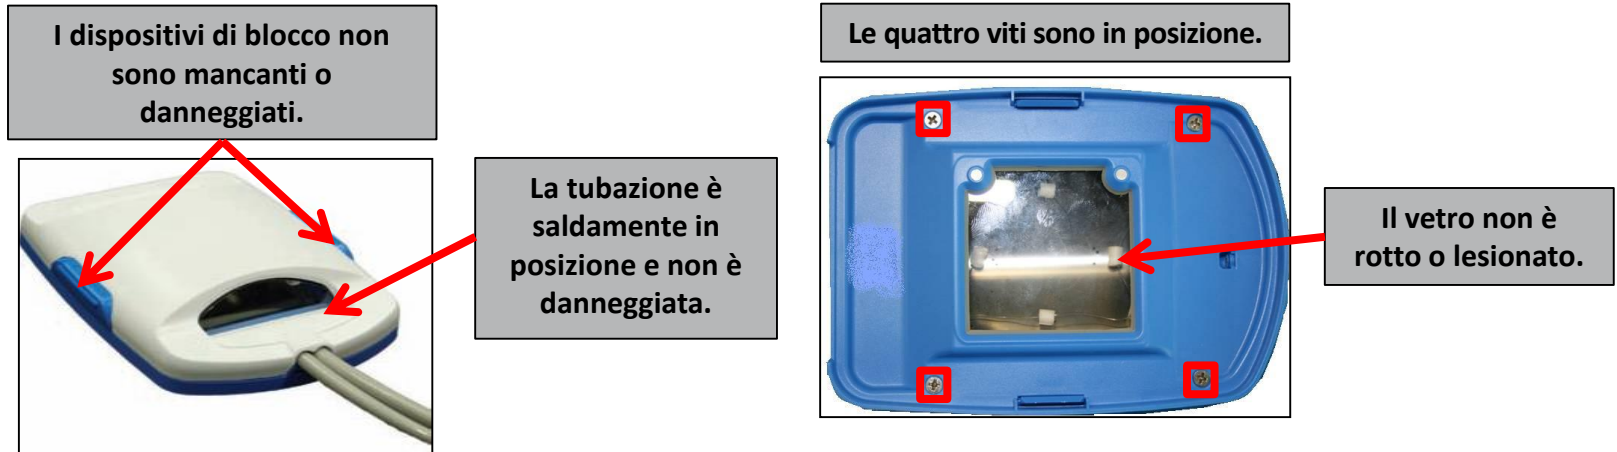 I dispositivi di blocco non
sono mancanti o
danneggiati.
La tubazione è
saldamente in
posizione e non è
danneggiata.
Le quattro viti sono in posizione.
Il vetro non è
rotto o lesionato.